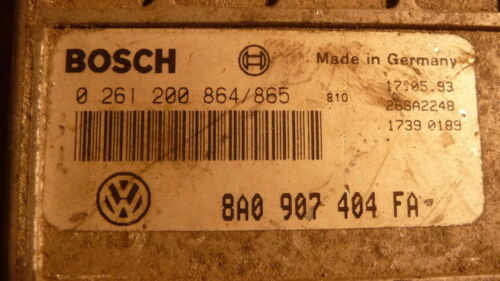 BOSCH
Made in Germany
0 261 200 864/865
810
17.05.93
26SA2248
1739 0189
VW
8A0 907 404 FA